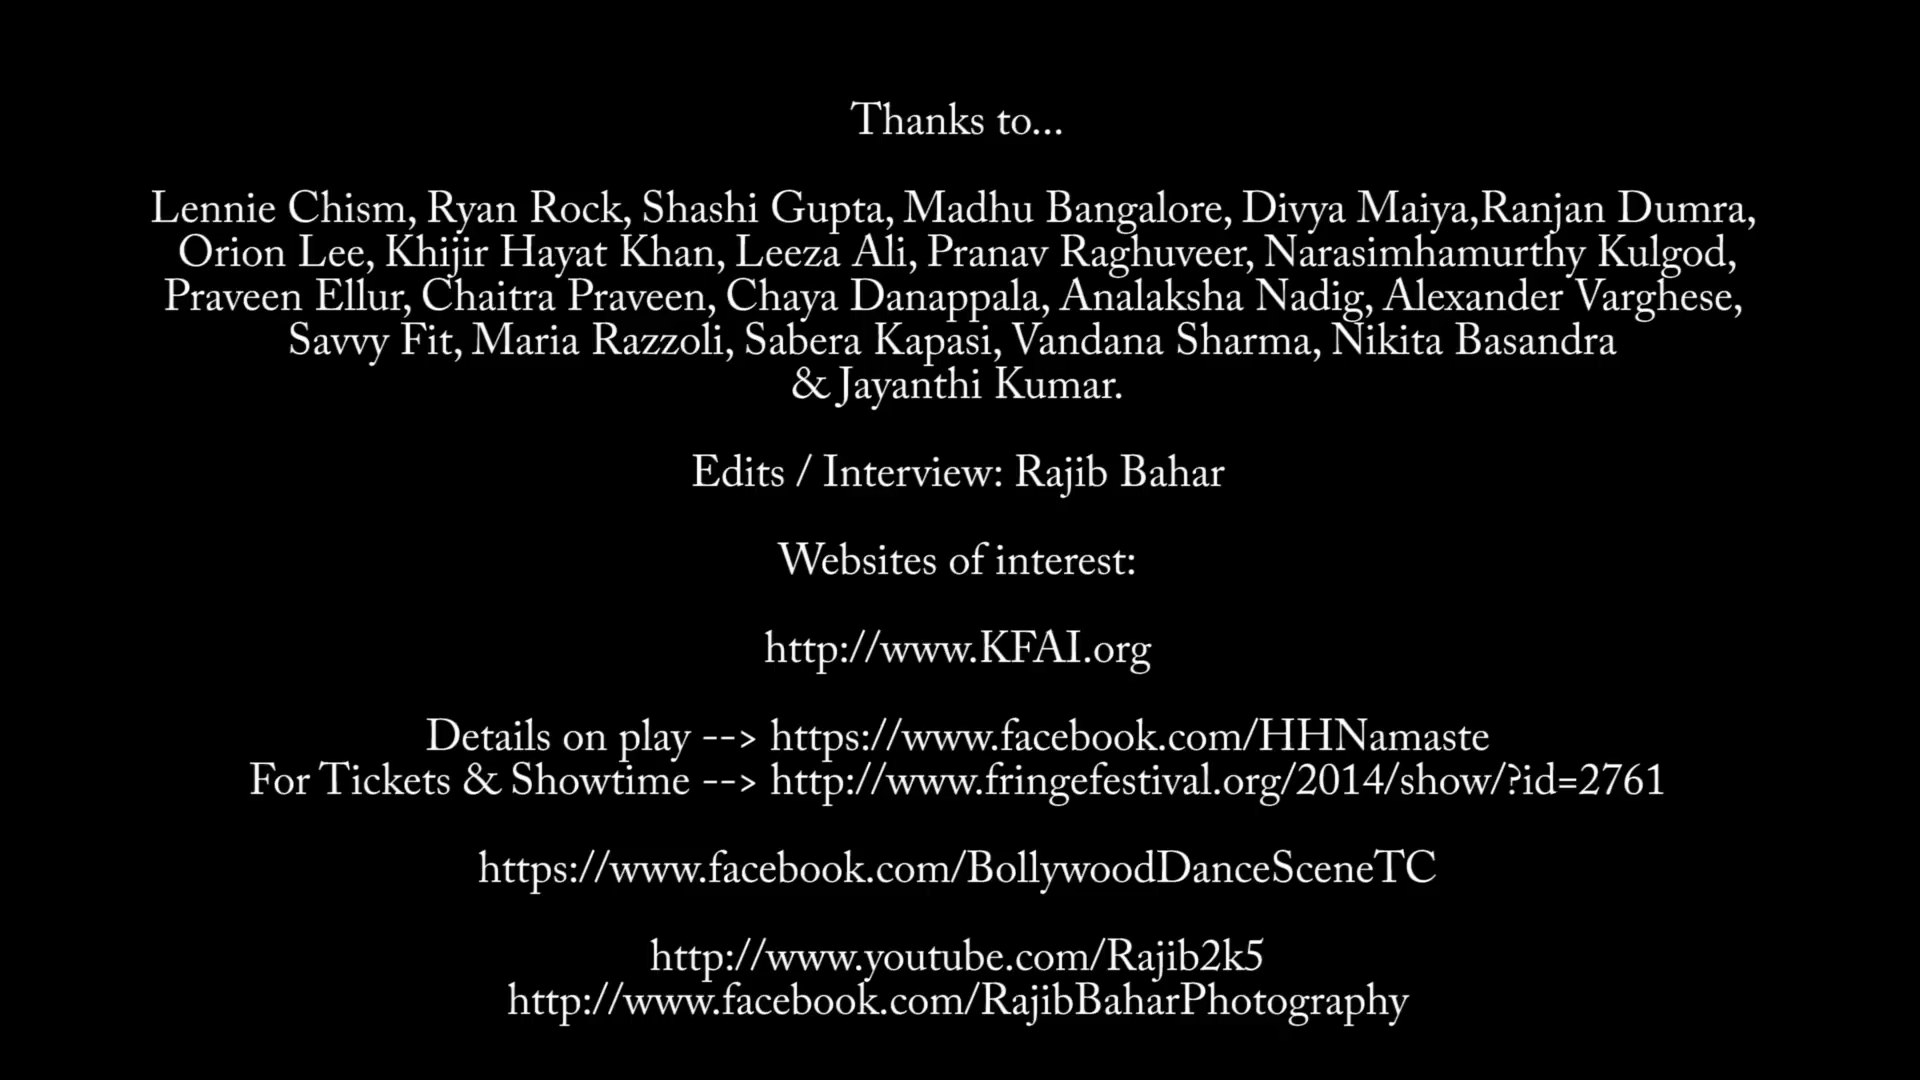 Thanks to...
Lennie Chism, Ryan Rock, Shashi Gupta, Madhu Bangalore, Divya Maiya,Ranjan Dumra,
Orion Lee, Khijir Hayat Khan, Leeza Ali, Pranav Raghuveer, Narasimhamurthy Kulgod,
Praveen Ellur, Chaitra Praveen, Chaya Danappala, Analaksha Nadig, Alexander Varghese,
Savvy Fit, Maria Razzoli, Sabera Kapasi, Vandana Sharma, Nikita Basandra
& Jayanthi Kumar.
Edits / Interview: Rajib Bahar
Websites of interest:
http://www.KFAI.org
Details on play --> https://www.facebook.com/HHNamaste
For Tickets & Showtime --> http://www.fringefestival.org/2014/show/?id=2761
https://www.facebook.com/BollywoodDanceSceneTC
http://www.youtube.com/Rajib2k5
http://www.facebook.com/RajibBaharPhotography